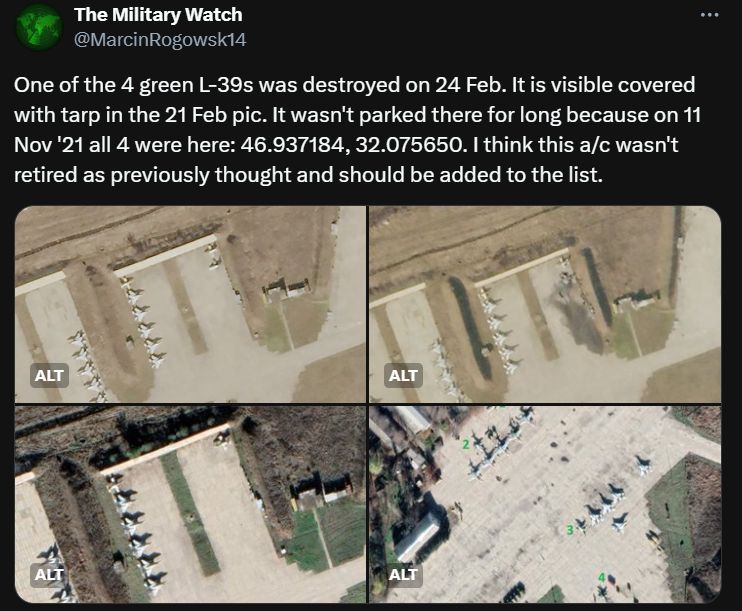 The Military Watch
@MarcinRogowsk14
One of the 4 green L-39s was destroyed on 24 Feb. It is visible covered
with tarp in the 21 Feb pic. It wasn't parked there for long because on 11
Nov '21 all 4 were here: 46.937184, 32.075650. I think this a/c wasn't
retired as previously thought and should be added to the list.
ALT
ALT
2
3
4
ALT
ALT